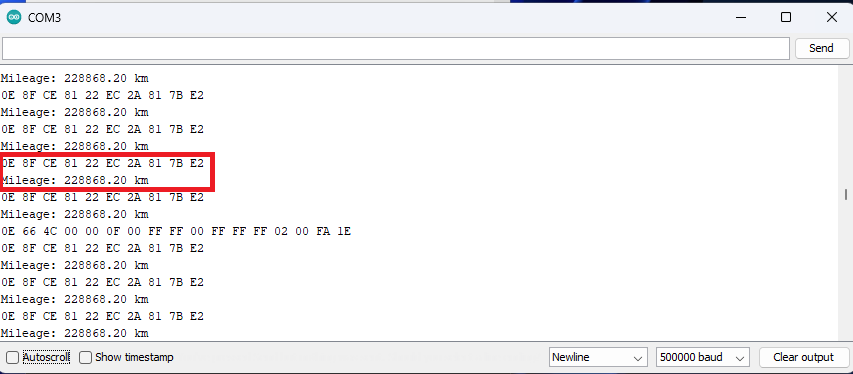 COM3
Send
Mileage: 228868.20 km
0E 8F CE 81 22 EC 2A 81 7B E2
Mileage: 228868.20 km
0E 8F CE 81 22 EC 2A 81 7B E2
Mileage: 228868.20 km
0E 8F CE 81 22 EC 2A 81 7B E2
Mileage: 228868.20 km
0E 8F CE 81 22 EC 2A 81 7B E2
Mileage: 228868.20 km
0E 66 4C 00 00 0F 00 FF FF 00 FF FF FF 02 00 FA 1E
0E 8F CE 81 22 EC 2A 81 7B E2
Mileage: 228868.20 km
0E 8F CE 81 22 EC 2A 81 7B E2
Mileage: 228868.20 km
0E 8F CE 81 22 EC 2A 81 7B E2
Mileage: 228868.20 km
Autoscroll Show timestamp Newline 500000 baud Clear output